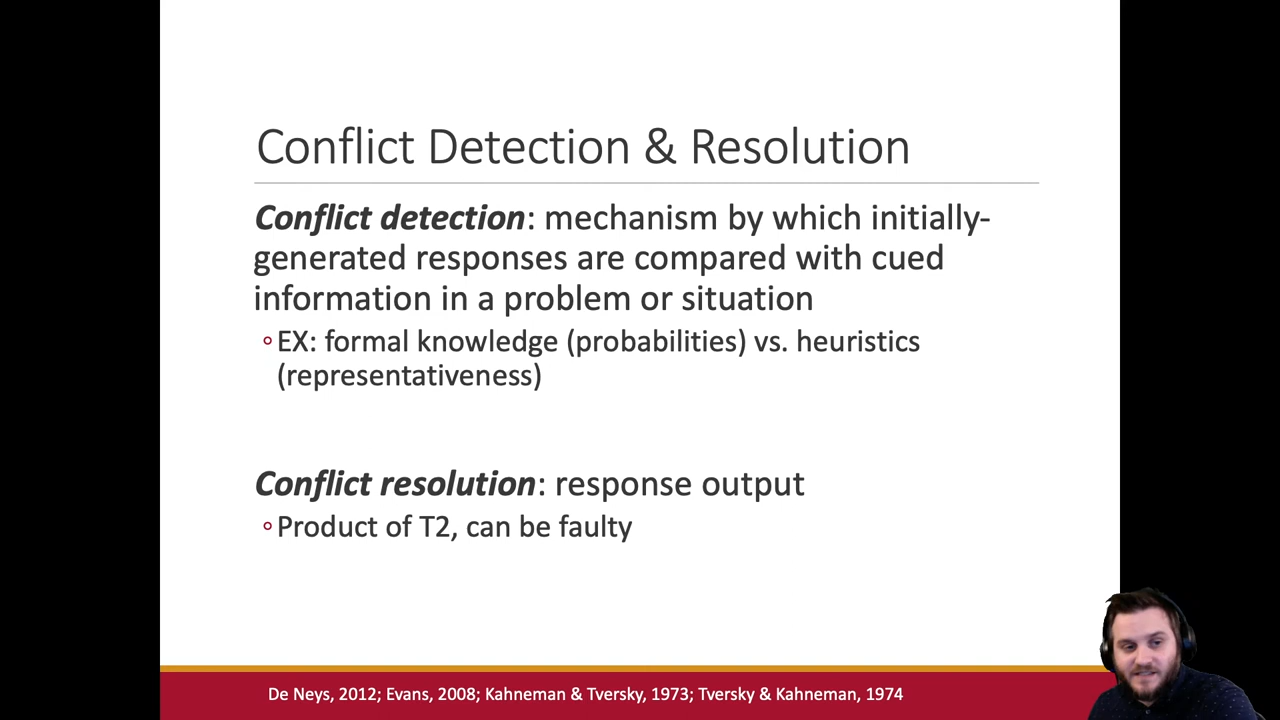 Conflict Detection & Resolution
Conflict detection: mechanism by which initially-
generated responses are compared with cued
information in a problem or situation
◦EX: formal knowledge (probabilities) vs. heuristics
(representativeness)
Conflict resolution: response output
◦Product of T2, can be faulty
De Neys, 2012; Evans, 2008; Kahneman & Tversky, 1973; Tversky & Kahneman, 1974